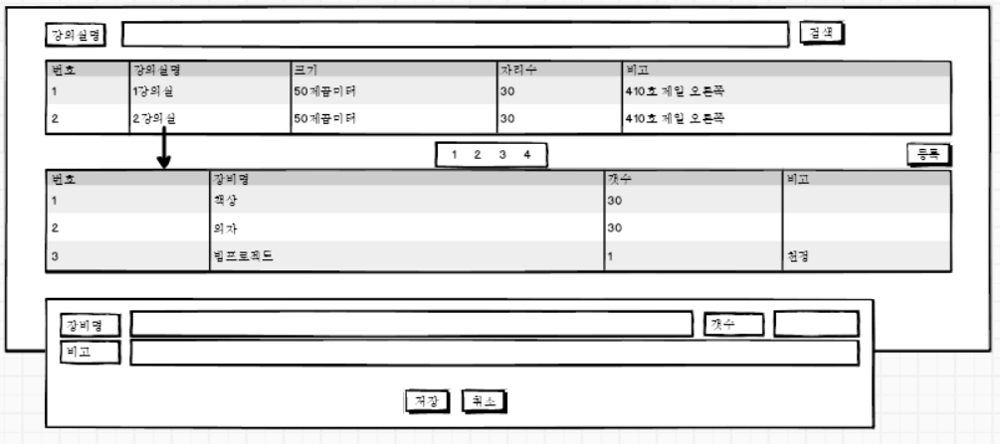 강의실명 검색
번호 강의실명 크기 자리수 비고
1 1강의실 50제곱미터 30 410호 제일 오른쪽
2 2강의실 50제곱미터 30 410호 제일 오른쪽
1 2 3 4 등록
번호 장비명 갯수 비고
1 책상 30
2 의자 30
3 빔프로젝트 1 천정
장비명 갯수
비고
저장 취소